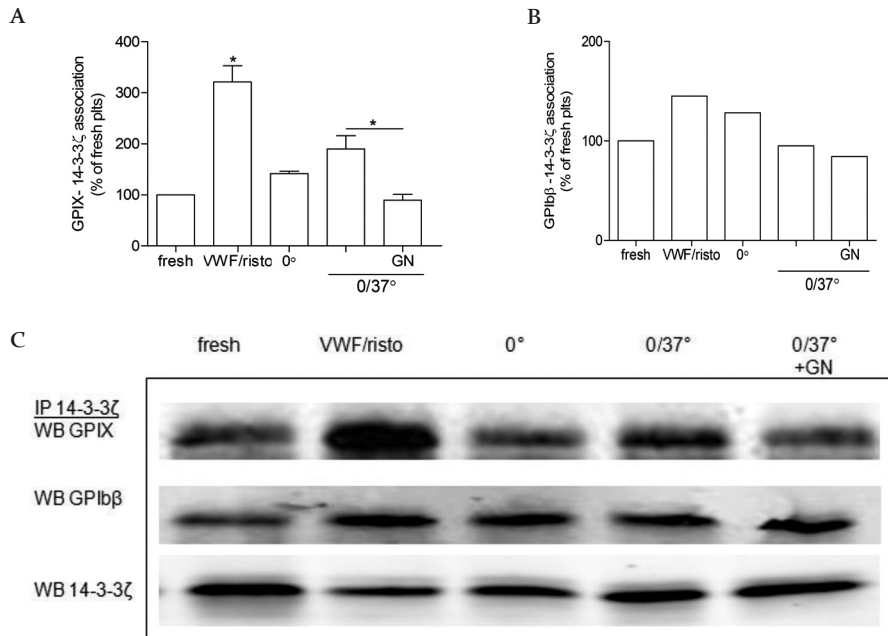 A
GPIX- 14-3-3ζ association
(% of fresh plts)
400
300
200
100
0
*
*
fresh VWF/risto 0° GN
0/37°
B
GPIbβ -14-3-3ζ association
(% of fresh plts)
200
100
0
fresh VWF/risto 0° GN
0/37°
C
fresh VWF/risto 0° 0/37° 0/37°
+GN
IP 14-3-3ζ
WB GPIX
WB GPIbβ
WB 14-3-3ζ